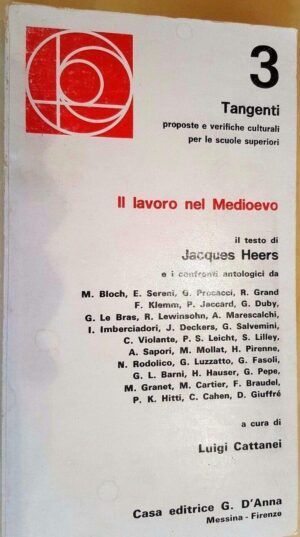 3
Tangenti
proposte e verifiche culturali
per le scuole superiori
Il lavoro nel Medioevo
il testo di
Jacques Heers
e i confronti antologici da
M. Bloch, E. Sereni, G. Procacci, R. Grand
F. Klemm, P. Jaccard, G. Duby,
G. Le Bras, R. Lewinsohn, A. Marescalchi,
I. Imberciadori, J. Deckers, G. Salvemini,
C. Violante, P. S. Leicht, S. Lilley,
A. Sapori, M. Mollat, H. Pirenne,
N. Rodolico, G. Luzzatto, G. Fasoli,
G. L. Barni, H. Hauser, G. Pepe,
M. Granet, M. Cartier, F. Braudel,
P. K. Hitti, C. Cahen, D. Giuffré
a cura di
Luigi Cattanei
Casa editrice G. D'Anna
Messina - Firenze